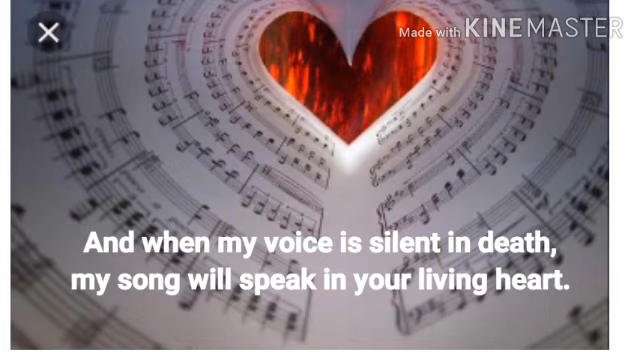 Made with KINEMASTER
And when my voice is silent in death,
my song will speak in your living heart.